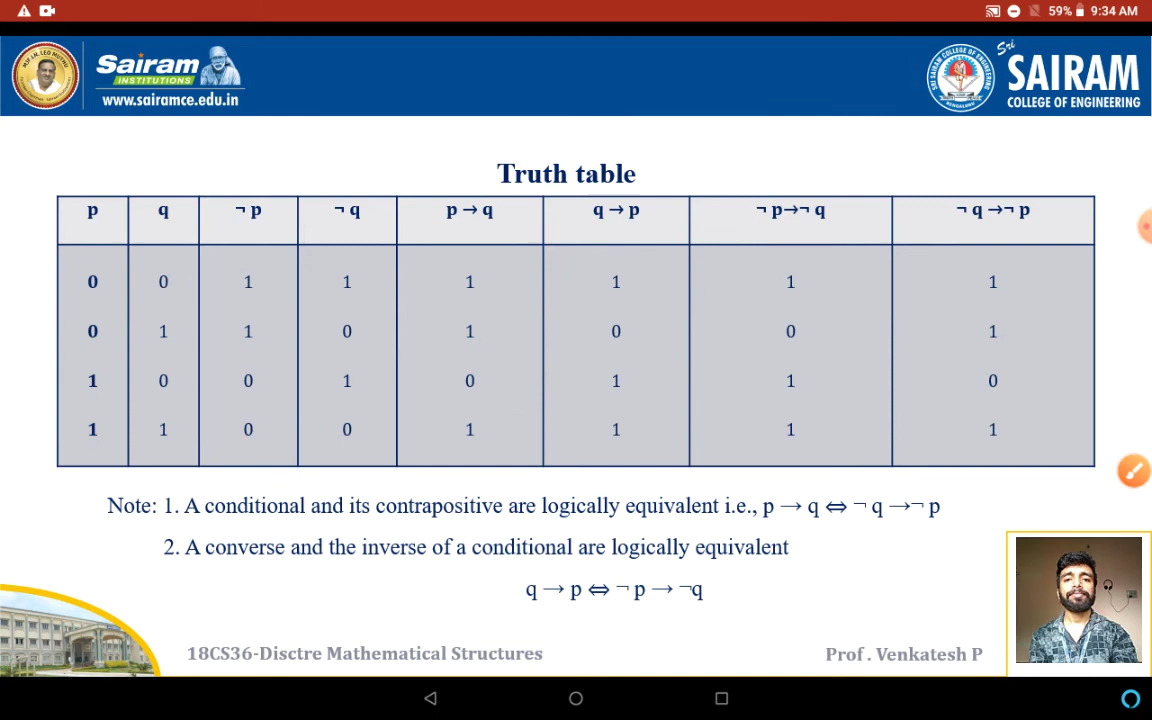 59% 9:34 AM
Sairam
INSTITUTIONS
www.sairamce.edu.in
Sri
SAIRAM
COLLEGE OF ENGINEERING
Truth table
p q ¬ p ¬ q p → q q → p ¬ p→¬ q ¬ q →¬ p
0 0 1 1 1 1 1 1
0 1 1 0 1 0 0 1
1 0 0 1 0 1 1 0
1 1 0 0 1 1 1 1
Note: 1. A conditional and its contrapositive are logically equivalent i.e., p → q ⇔ ¬ q →¬ p
2. A converse and the inverse of a conditional are logically equivalent
q → p ⇔ ¬ p → ¬q
18CS36-Disctre Mathematical Structures
Prof . Venkatesh P